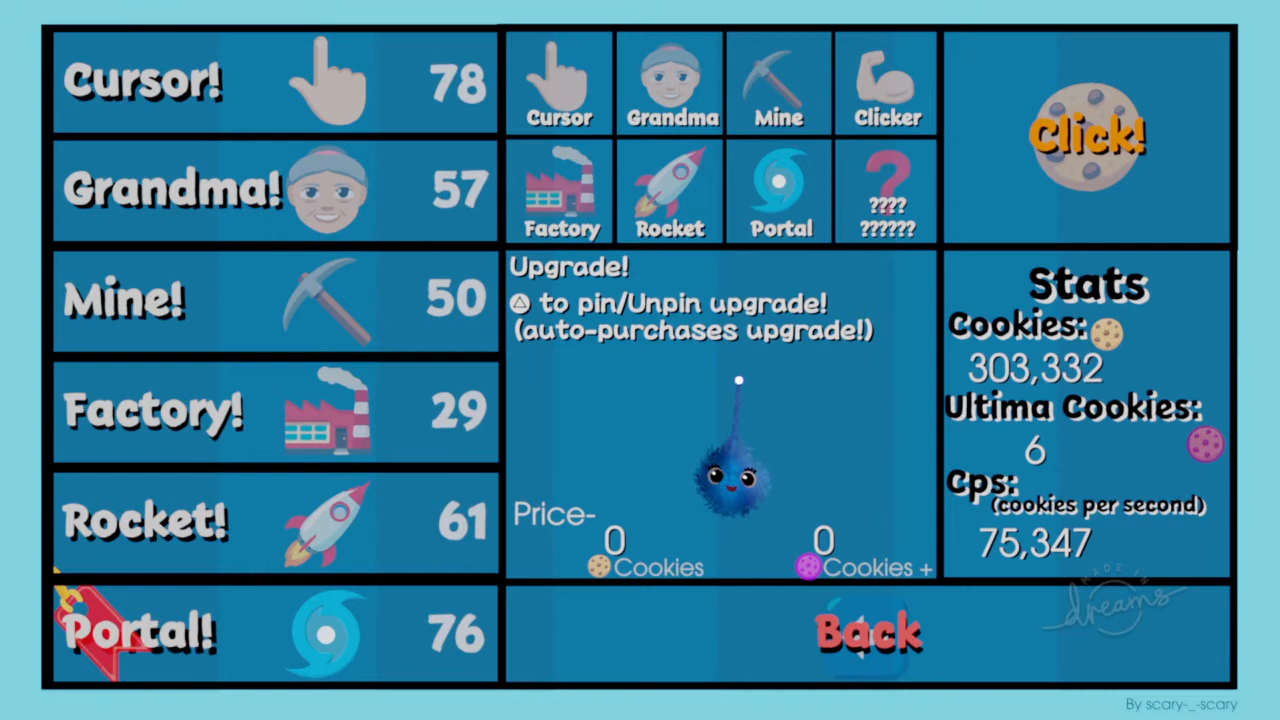 Cursor! 78
Grandma! 57
Mine! 50
Factory! 29
Rocket! 61
Portal! 76
Cursor Grandma Mine Clicker
Factory Rocket Portal ????
??????
Upgrade!
to pin/Unpin upgrade!
(auto-purchases upgrade!)
Price-
0 0
Cookies Cookies +
Back
Click!
Stats
Cookies:
303,332
Ultima Cookies:
6
Cps:
(cookies per second)
75,347
MADE IN
dreams
By scary-_-scary